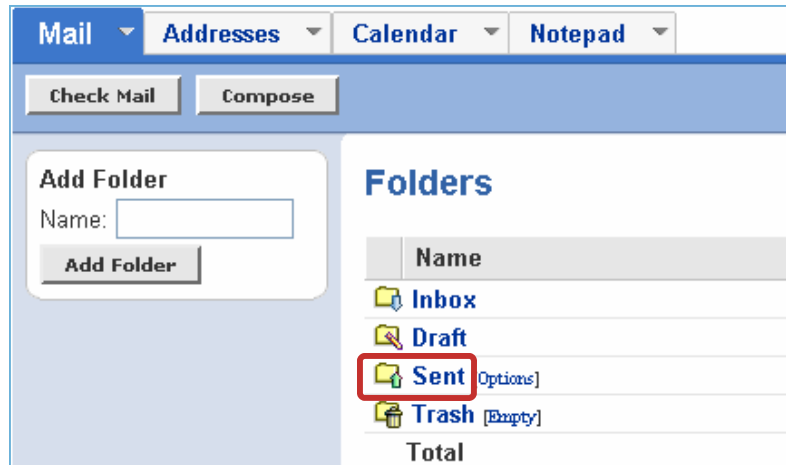 Mail Addresses Calendar Notepad
Check Mail Compose
Add Folder
Name:
Add Folder
Folders
Name
Inbox
Draft
Sent Options]
Trash [Empty]
Total